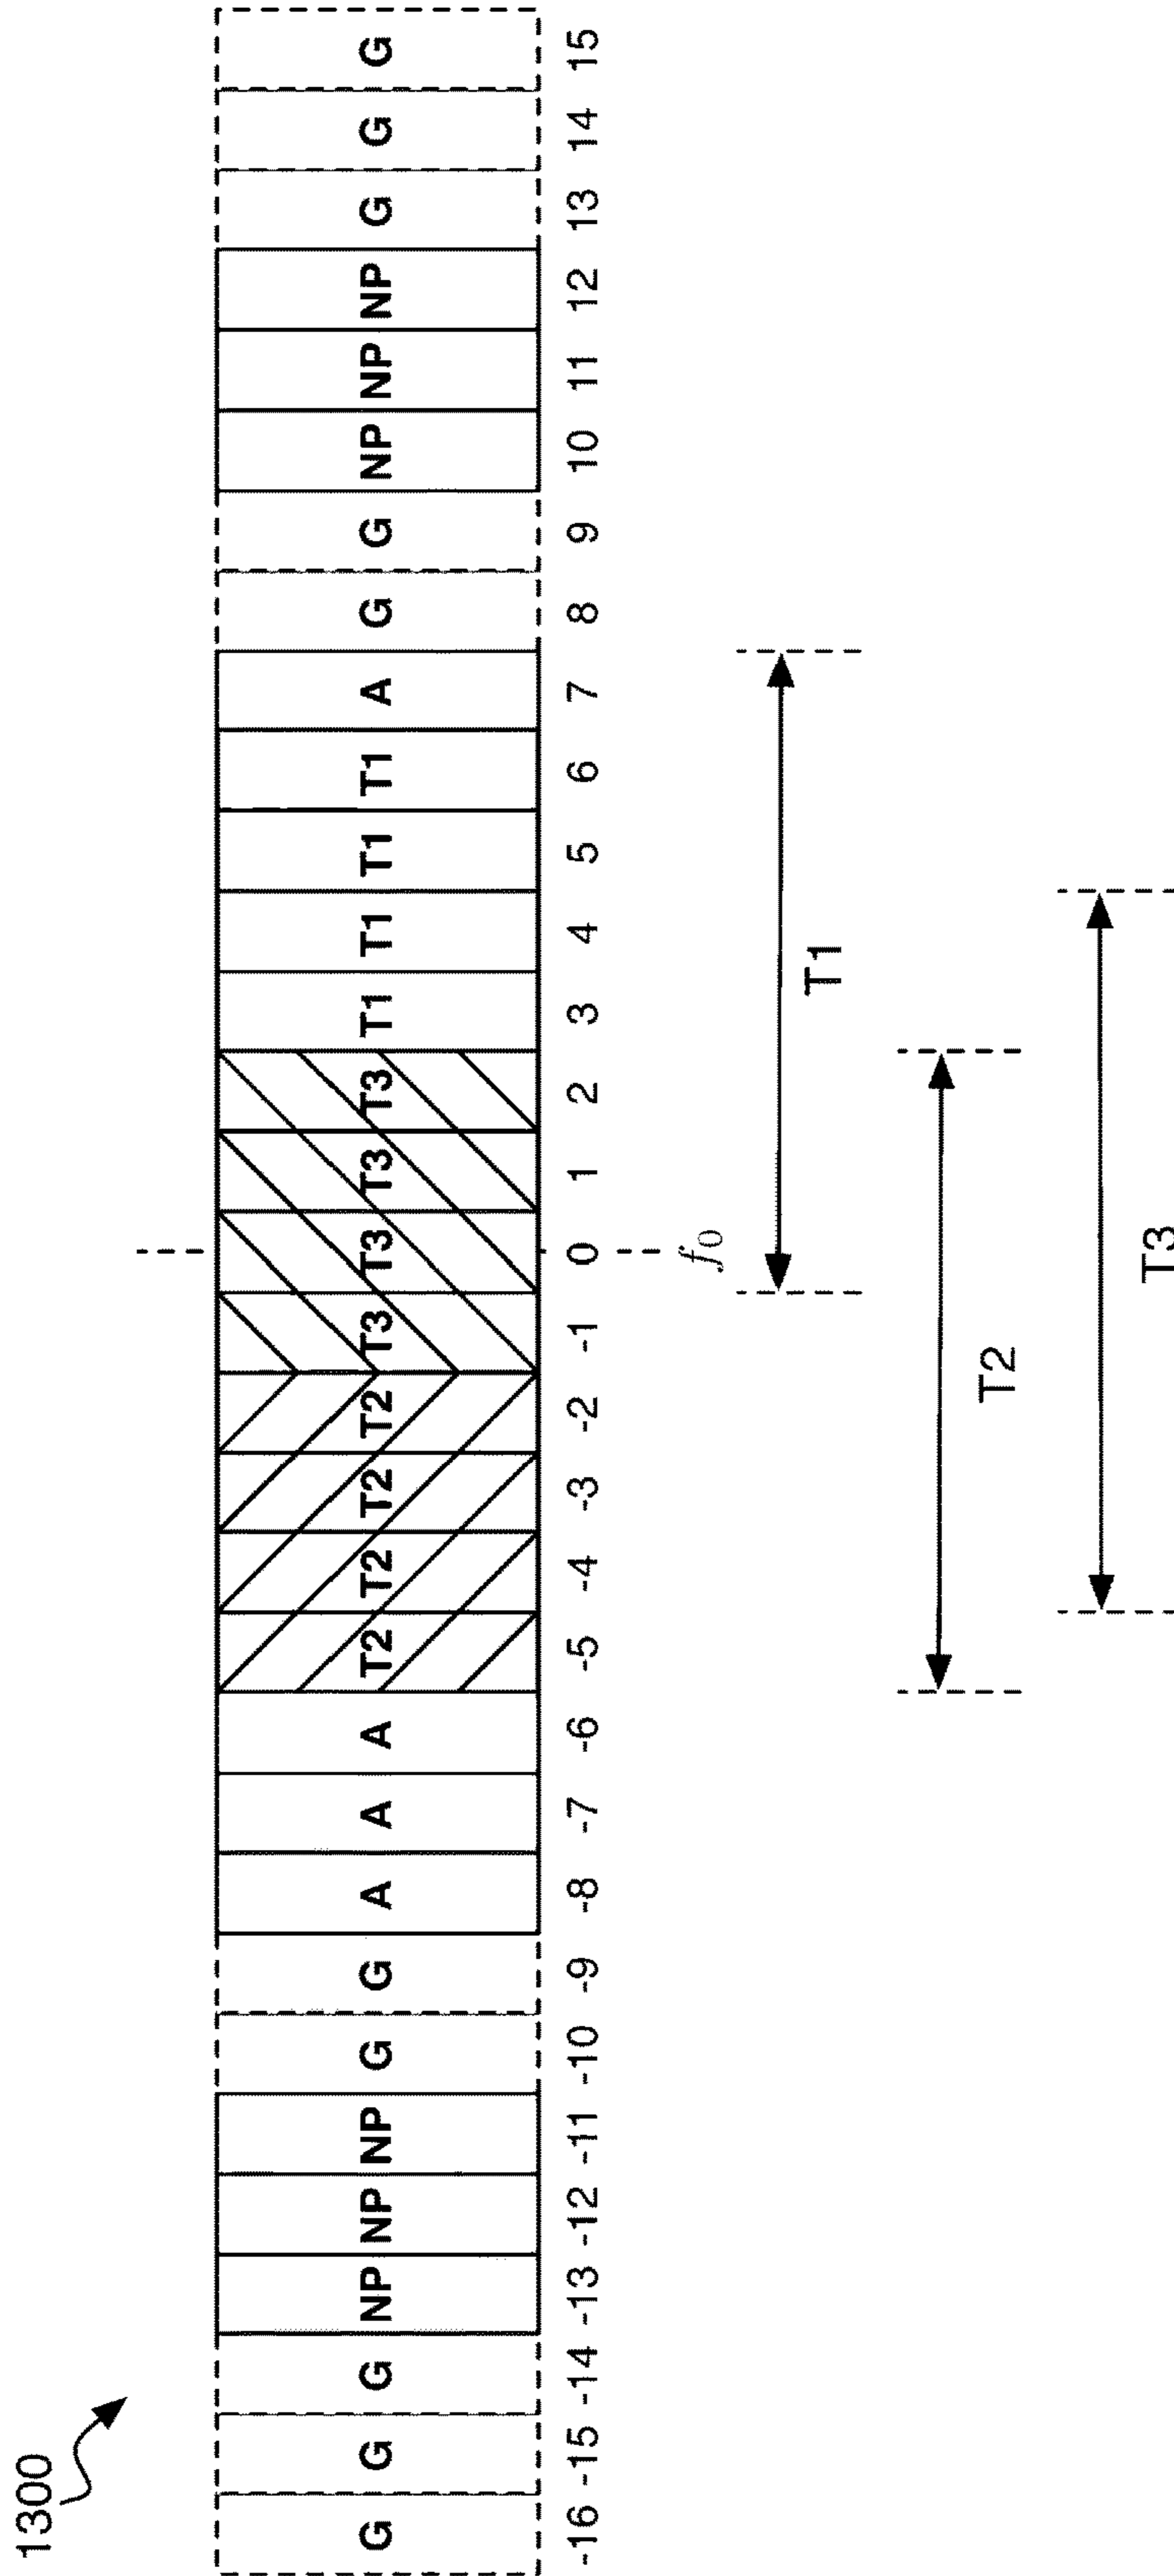 1300
G G G NP NP NP G G A A A T2 T2 T2 T2 T3 T3 T3 T3 T1 T1 T1 T1 A G G NP NP NP G G G
-16 -15 -14 -13 -12 -11 -10 -9 -8 -7 -6 -5 -4 -3 -2 -1 0 1 2 3 4 5 6 7 8 9 10 11 12 13 14 15
f0
T1
T2
T3